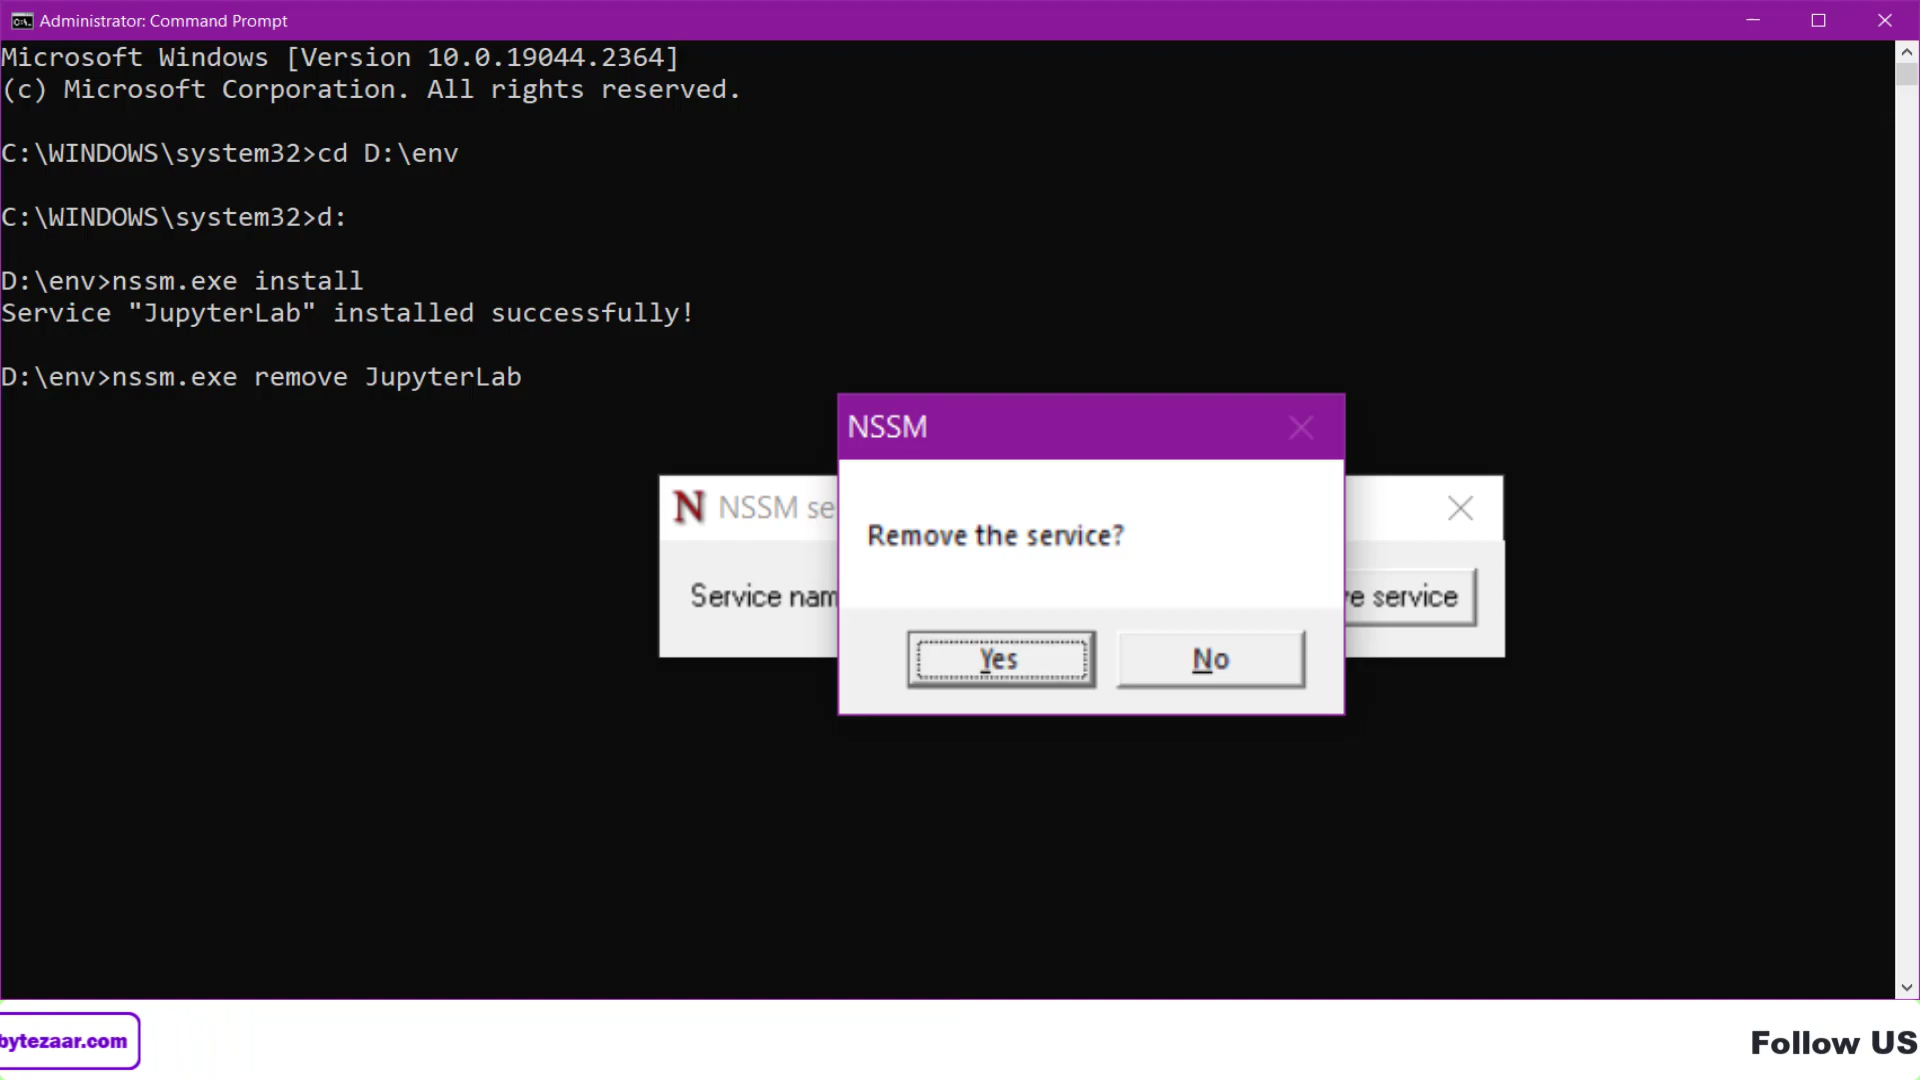 Administrator: Command Prompt
Microsoft Windows [Version 10.0.19044.2364]
(c) Microsoft Corporation. All rights reserved.
C:\WINDOWS\system32>cd D:\env
C:\WINDOWS\system32>d:
D:\env>nssm.exe install
Service "JupyterLab" installed successfully!
D:\env>nssm.exe remove JupyterLab
NSSM
N NSSM se
Remove the service?
Service nam
e service
Yes No
bytezaar.com
Follow US